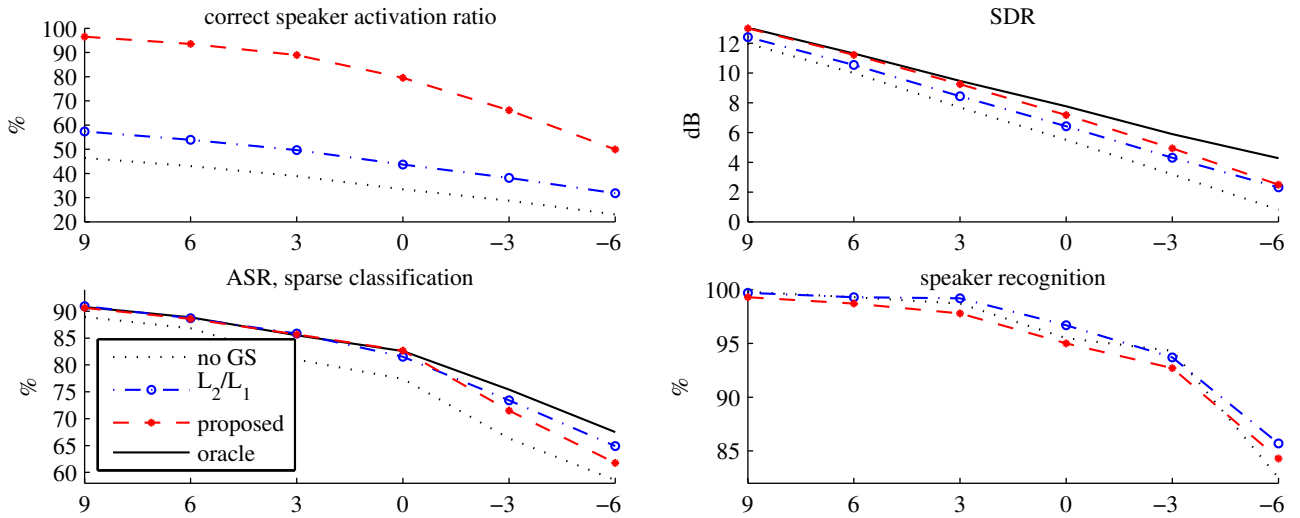 correct speaker activation ratio
100
90
80
70
60
50
40
30
20
%
9 6 3 0 −3 −6
SDR
12
10
8
6
4
2
0
dB
9 6 3 0 −3 −6
ASR, sparse classification
90
85
80
75
70
65
60
%
no GS
L2/L1
proposed
oracle
9 6 3 0 −3 −6
speaker recognition
100
95
90
85
%
9 6 3 0 −3 −6